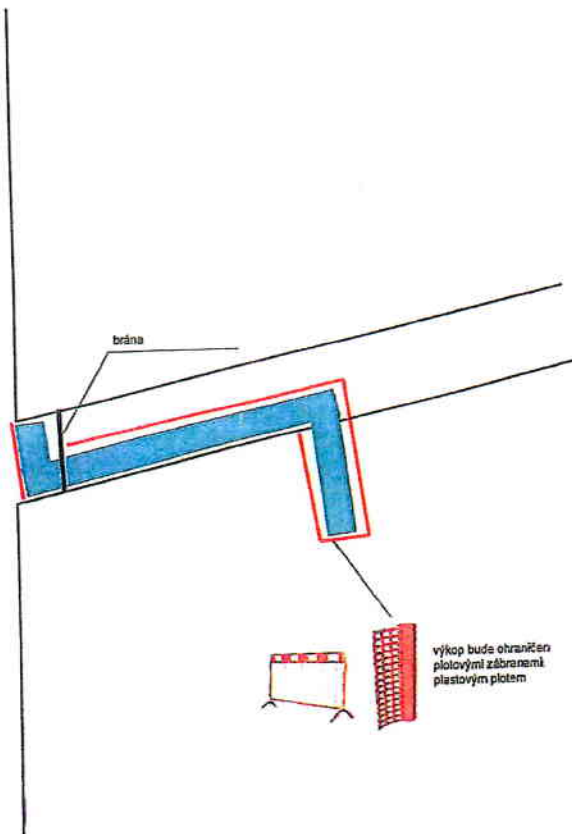 brána
výkop bude ohraničen
plotovými zábranami
plastovým plotem